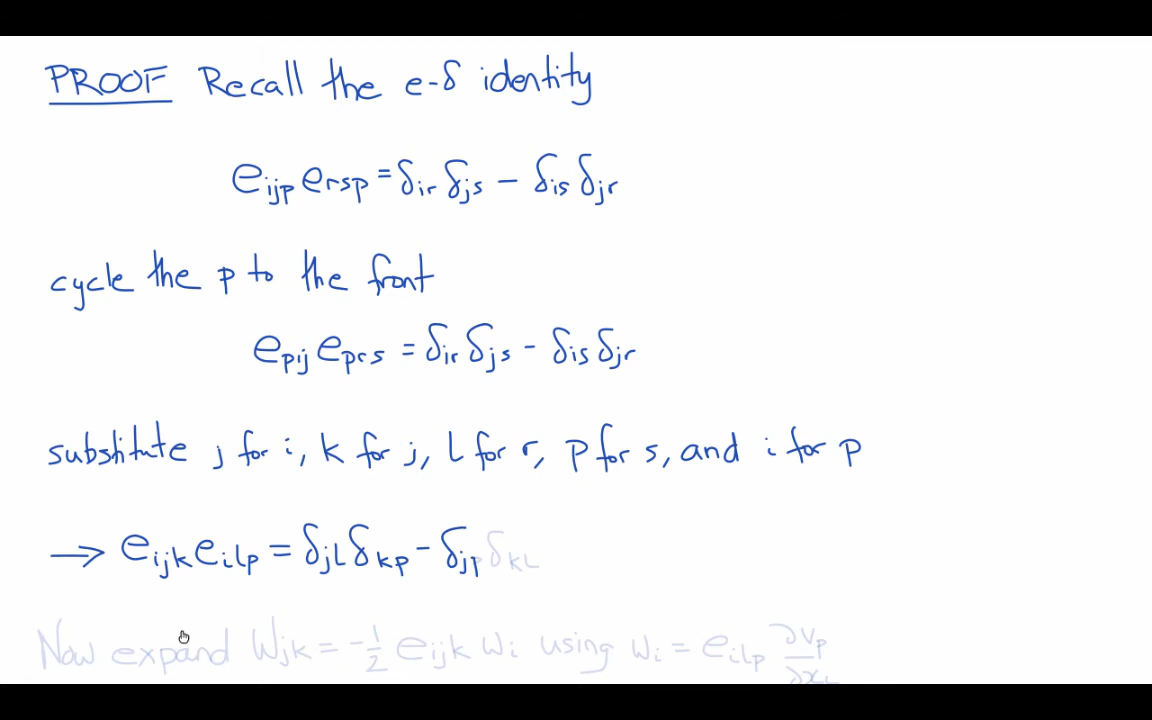 PROOF Recall the e-δ identity
e_ijp e_rsp = δ_ir δ_js - δ_is δ_jr
cycle the p to the front
e_pij e_prs = δ_ir δ_js - δ_is δ_jr
substitute j for i, k for j, L for r, p for s, and i for p
→ e_ijk e_iLp = δ_jL δ_kp - δ_jp δ_kL
Now expand W_jk = -1/2 e_ijk w_i using w_i = e_iLp ∂v_p/∂x_L